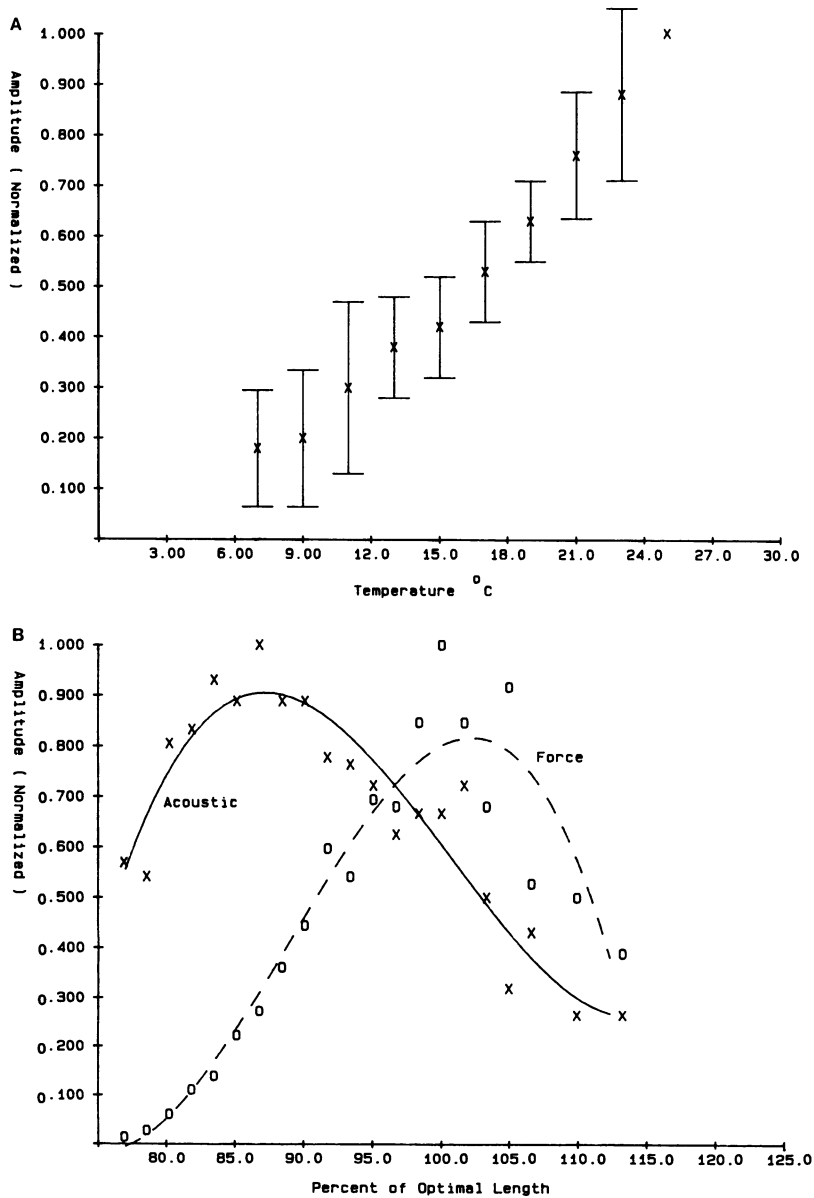 A
1.000
0.900
0.800
0.700
0.600
0.500
0.400
0.300
0.200
0.100
Amplitude ( Normalized )
3.00 6.00 9.00 12.0 15.0 18.0 21.0 24.0 27.0 30.0
Temperature °C
B
1.000
0.900
0.800
0.700
0.600
0.500
0.400
0.300
0.200
0.100
Amplitude ( Normalized )
Force
Acoustic
80.0 85.0 90.0 95.0 100.0 105.0 110.0 115.0 120.0 125.0
Percent of Optimal Length